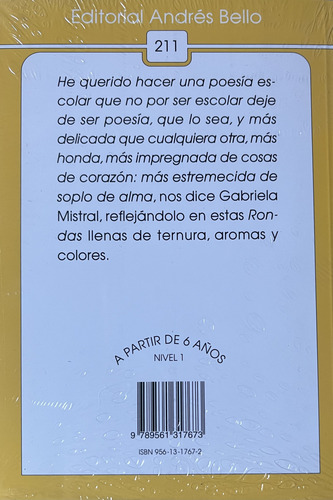 Editorial Andrés Bello
211
He querido hacer una poesía es-
colar que no por ser escolar deje
de ser poesía, que lo sea, y más
delicada que cualquiera otra, más
honda, más impregnada de cosas
de corazón: más estremecida de
soplo de alma, nos dice Gabriela
Mistral, reflejándolo en estas Ron-
das llenas de ternura, aromas y
colores.
A PARTIR DE 6 AÑOS
NIVEL 1
9 789561 317673
ISBN 956-13-1767-2